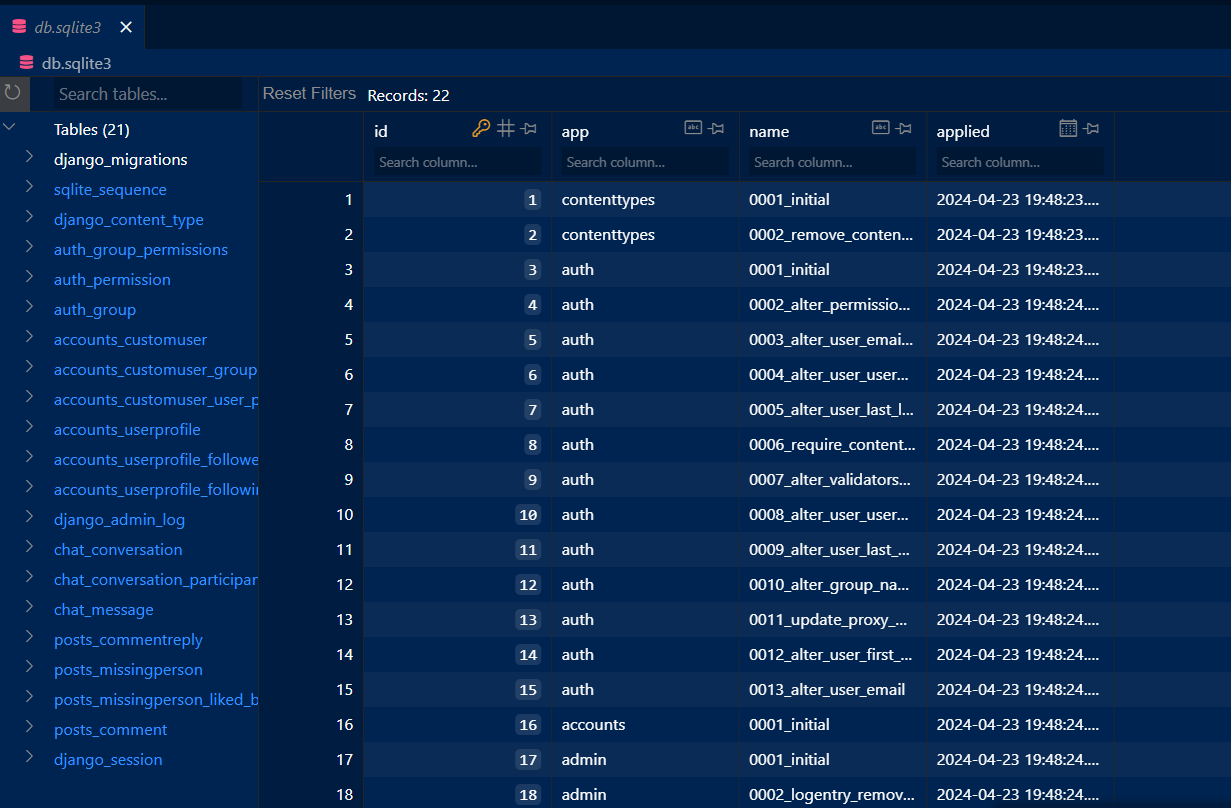 db.sqlite3
db.sqlite3
Search tables...
Reset Filters Records: 22
Tables (21)
django_migrations
sqlite_sequence
django_content_type
auth_group_permissions
auth_permission
auth_group
accounts_customuser
accounts_customuser_group
accounts_customuser_user_p
accounts_userprofile
accounts_userprofile_followe
accounts_userprofile_followin
django_admin_log
chat_conversation
chat_conversation_participan
chat_message
posts_commentreply
posts_missingperson
posts_missingperson_liked_b
posts_comment
django_session
id app abc name abc applied
Search column... Search column... Search column... Search column...
1 1 contenttypes 0001_initial 2024-04-23 19:48:23....
2 2 contenttypes 0002_remove_conten... 2024-04-23 19:48:23....
3 3 auth 0001_initial 2024-04-23 19:48:23....
4 4 auth 0002_alter_permissio... 2024-04-23 19:48:24....
5 5 auth 0003_alter_user_emai... 2024-04-23 19:48:24....
6 6 auth 0004_alter_user_user... 2024-04-23 19:48:24....
7 7 auth 0005_alter_user_last_l... 2024-04-23 19:48:24....
8 8 auth 0006_require_content... 2024-04-23 19:48:24....
9 9 auth 0007_alter_validators... 2024-04-23 19:48:24....
10 10 auth 0008_alter_user_user... 2024-04-23 19:48:24....
11 11 auth 0009_alter_user_last_... 2024-04-23 19:48:24....
12 12 auth 0010_alter_group_na... 2024-04-23 19:48:24....
13 13 auth 0011_update_proxy_... 2024-04-23 19:48:24....
14 14 auth 0012_alter_user_first_... 2024-04-23 19:48:24....
15 15 auth 0013_alter_user_email 2024-04-23 19:48:24....
16 16 accounts 0001_initial 2024-04-23 19:48:24....
17 17 admin 0001_initial 2024-04-23 19:48:24....
18 18 admin 0002_logentry_remov... 2024-04-23 19:48:24....